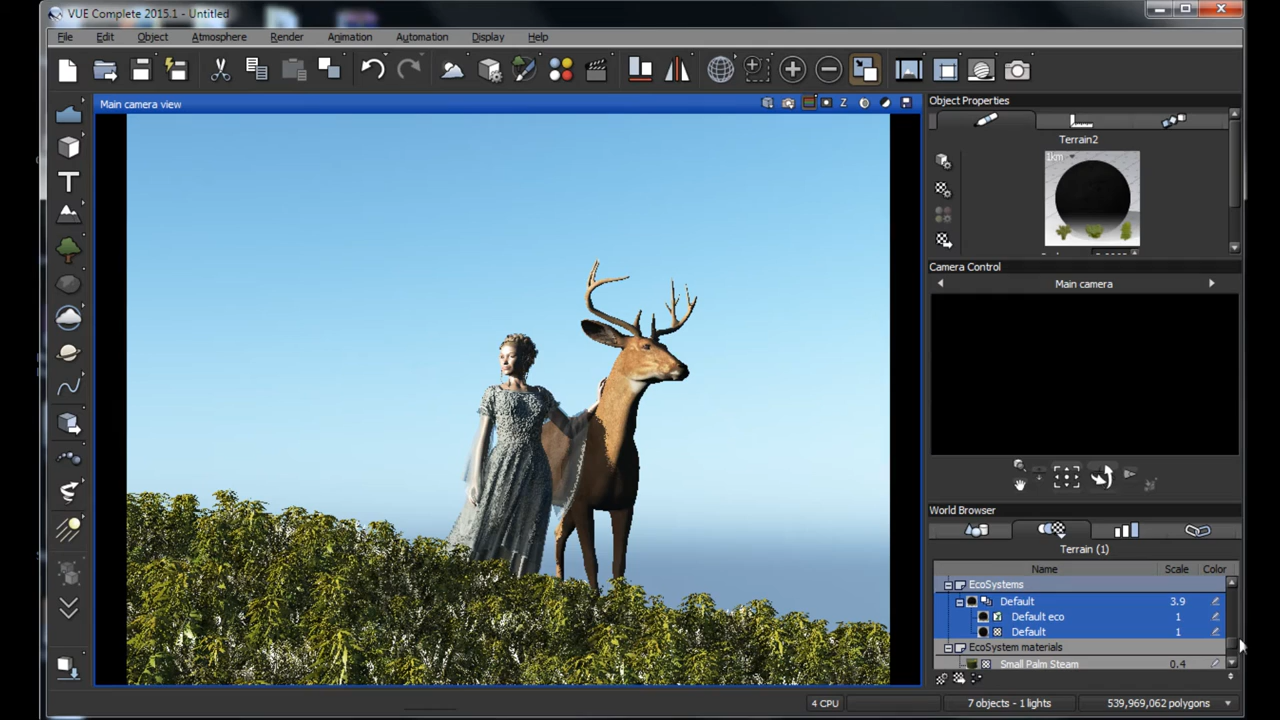 VUE Complete 2015.1 - Untitled
File Edit Object Atmosphere Render Animation Automation Display Help
Main camera view
Z
Object Properties
Terrain2
1km
Camera Control
Main camera
World Browser
Terrain (1)
Name Scale Color
EcoSystems
Default 3.9
Default eco 1
Default 1
EcoSystem materials
Small Palm Steam 0.4
4 CPU 7 objects - 1 lights 539,969,062 polygons